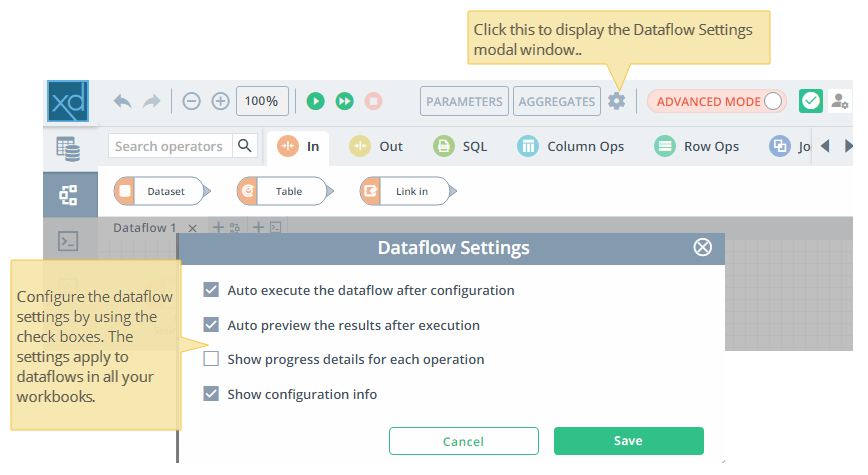 Click this to display the Dataflow Settings
modal window..
xd
100%
PARAMETERS
AGGREGATES
ADVANCED MODE
Search operators
In
Out
SQL
Column Ops
Row Ops
Jo
Dataset
Table
Link in
Dataflow 1
Dataflow Settings
Auto execute the dataflow after configuration
Auto preview the results after execution
Show progress details for each operation
Show configuration info
Cancel
Save
Configure the dataflow
settings by using the
check boxes. The
settings apply to
dataflows in all your
workbooks.